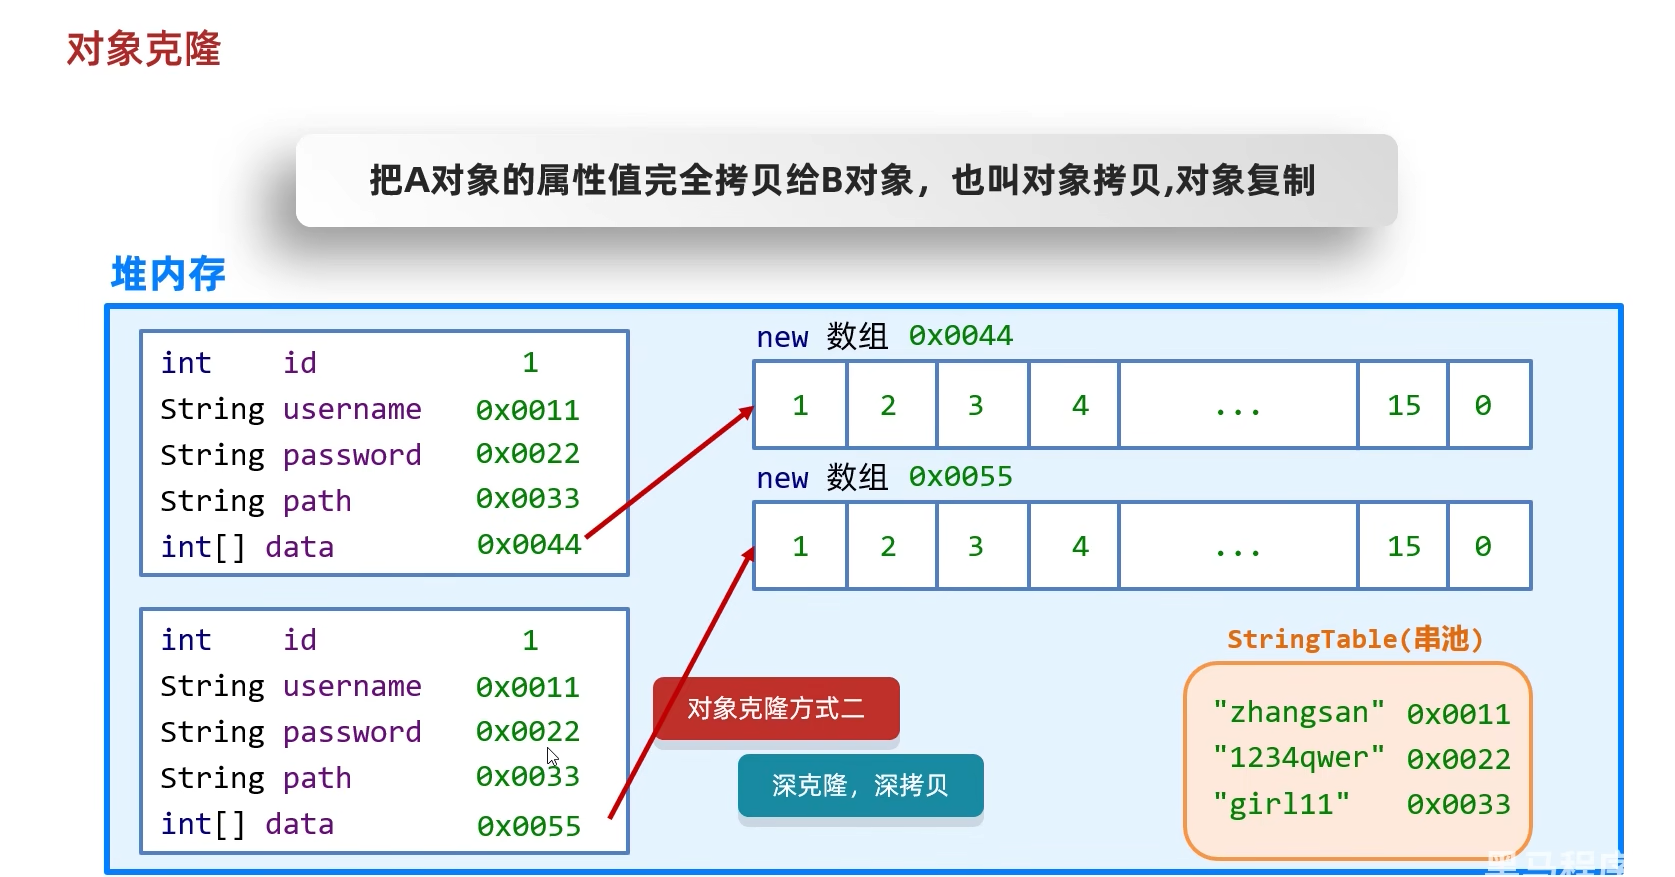 对象克隆
把A对象的属性值完全拷贝给B对象，也叫对象拷贝,对象复制
堆内存
int id 1
String username 0x0011
String password 0x0022
String path 0x0033
int[] data 0x0044
new 数组 0x0044
1 2 3 4 ... 15 0
new 数组 0x0055
1 2 3 4 ... 15 0
int id 1
String username 0x0011
String password 0x0022
String path 0x0033
int[] data 0x0055
对象克隆方式二
深克隆，深拷贝
StringTable(串池)
"zhangsan" 0x0011
"1234qwer" 0x0022
"girl11" 0x0033
黑马程序